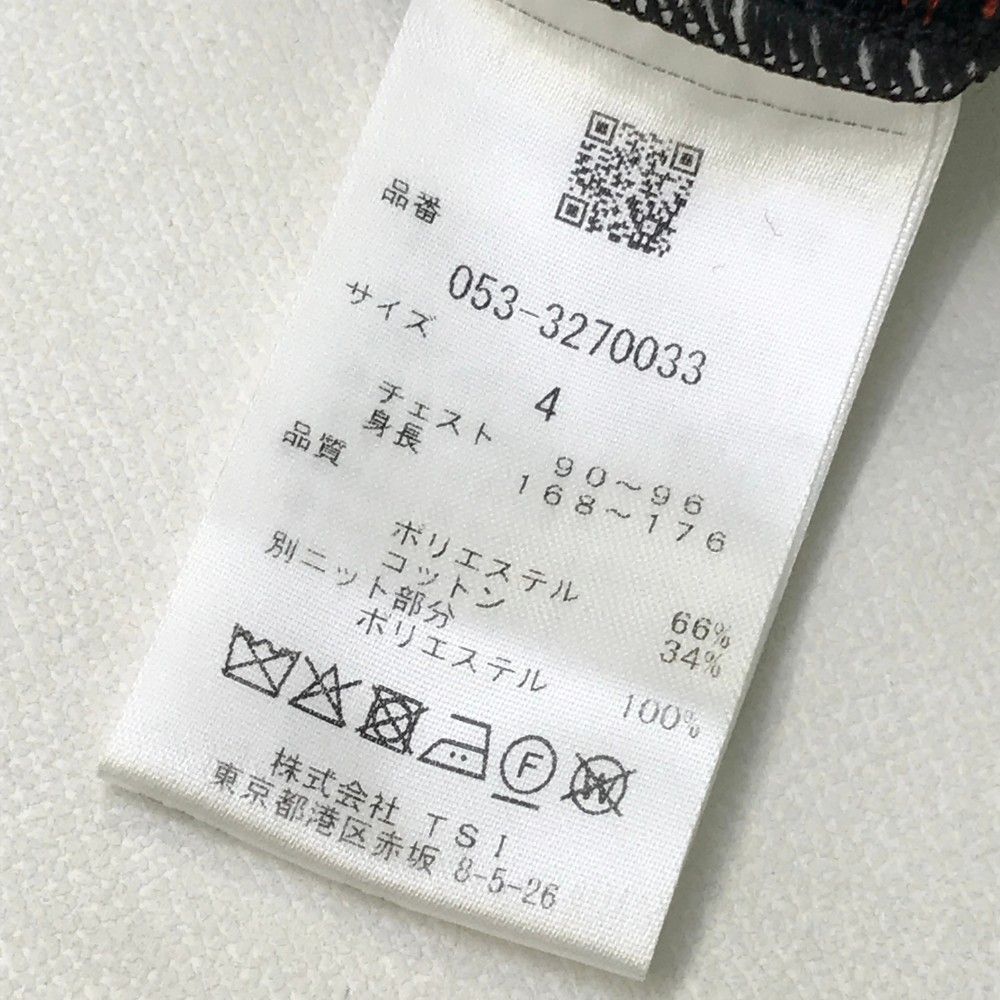 品番
053-3270033
サイズ
4
チェスト 90～96
身長 168～176
品質
ポリエステル 66%
コットン 34%
別ニット部分
ポリエステル 100%
F W
株式会社 TSI
東京都港区赤坂 8-5-26